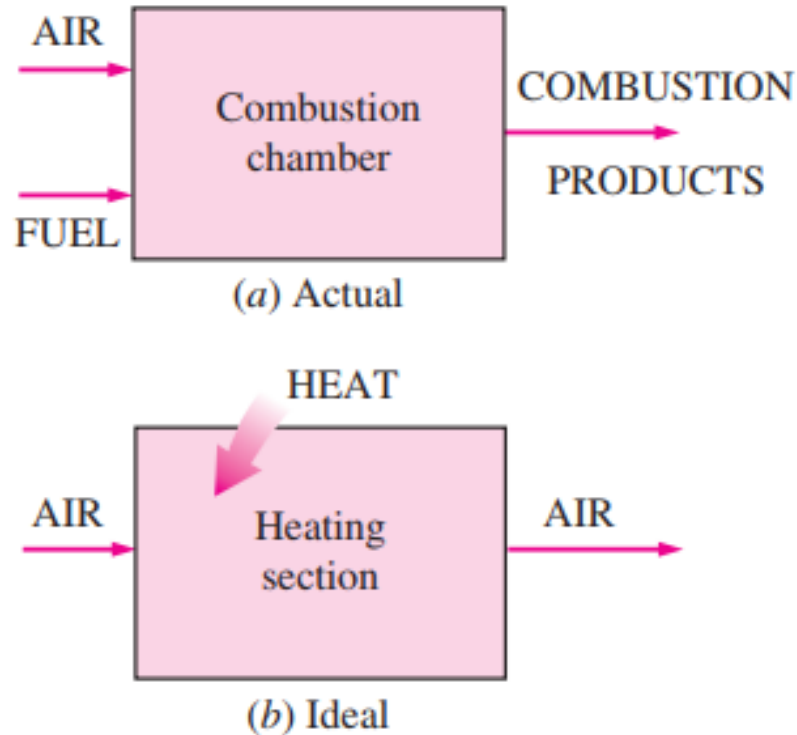 AIR
Combustion
chamber
COMBUSTION
PRODUCTS
FUEL
(a) Actual
HEAT
AIR
Heating
section
AIR
(b) Ideal